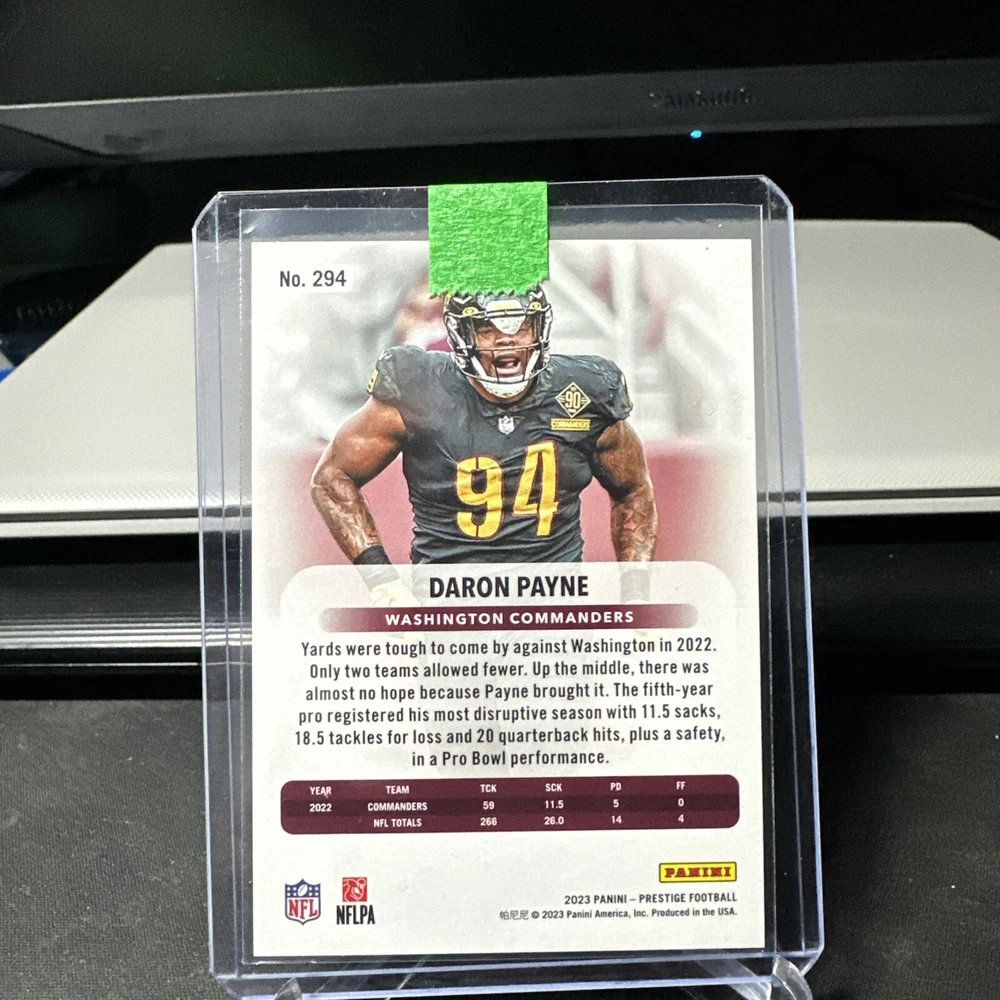 No. 294
90
COMMANDERS
94
DARON PAYNE
WASHINGTON COMMANDERS
Yards were tough to come by against Washington in 2022.
Only two teams allowed fewer. Up the middle, there was
almost no hope because Payne brought it. The fifth-year
pro registered his most disruptive season with 11.5 sacks,
18.5 tackles for loss and 20 quarterback hits, plus a safety,
in a Pro Bowl performance.
YEAR TEAM TCK SCK PD FF
2022 COMMANDERS 59 11.5 5 0
NFL TOTALS 266 26.0 14 4
PANINI
NFL NFLPA
2023 PANINI – PRESTIGE FOOTBALL
帕尼尼 © 2023 Panini America, Inc. Produced in the USA.